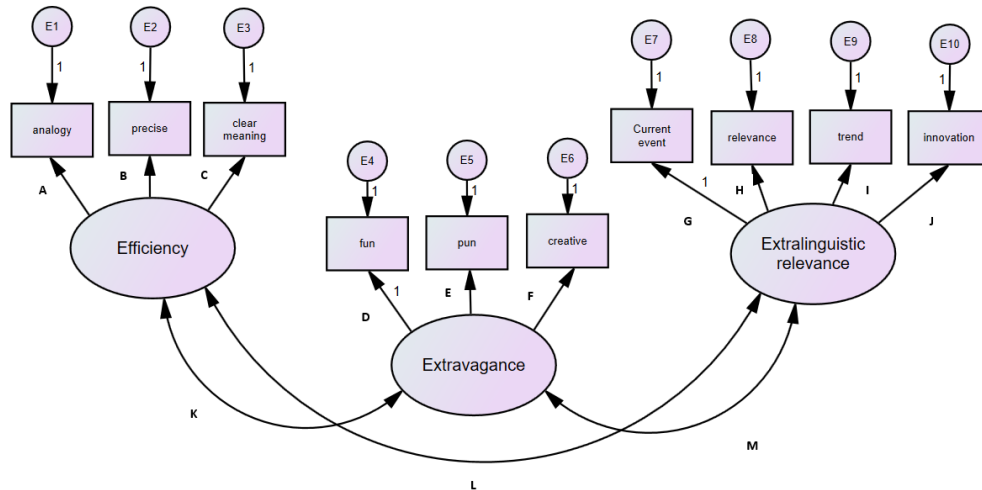 E1
E2
E3
E7
E8
E9
E10
1
1
1
1
1
1
1
analogy
precise
clear
meaning
Current
event
relevance
trend
innovation
A
B
C
1
G
H
I
J
E4
E5
E6
1
1
1
fun
pun
creative
Efficiency
Extralinguistic
relevance
D
1
E
F
Extravagance
K
M
L